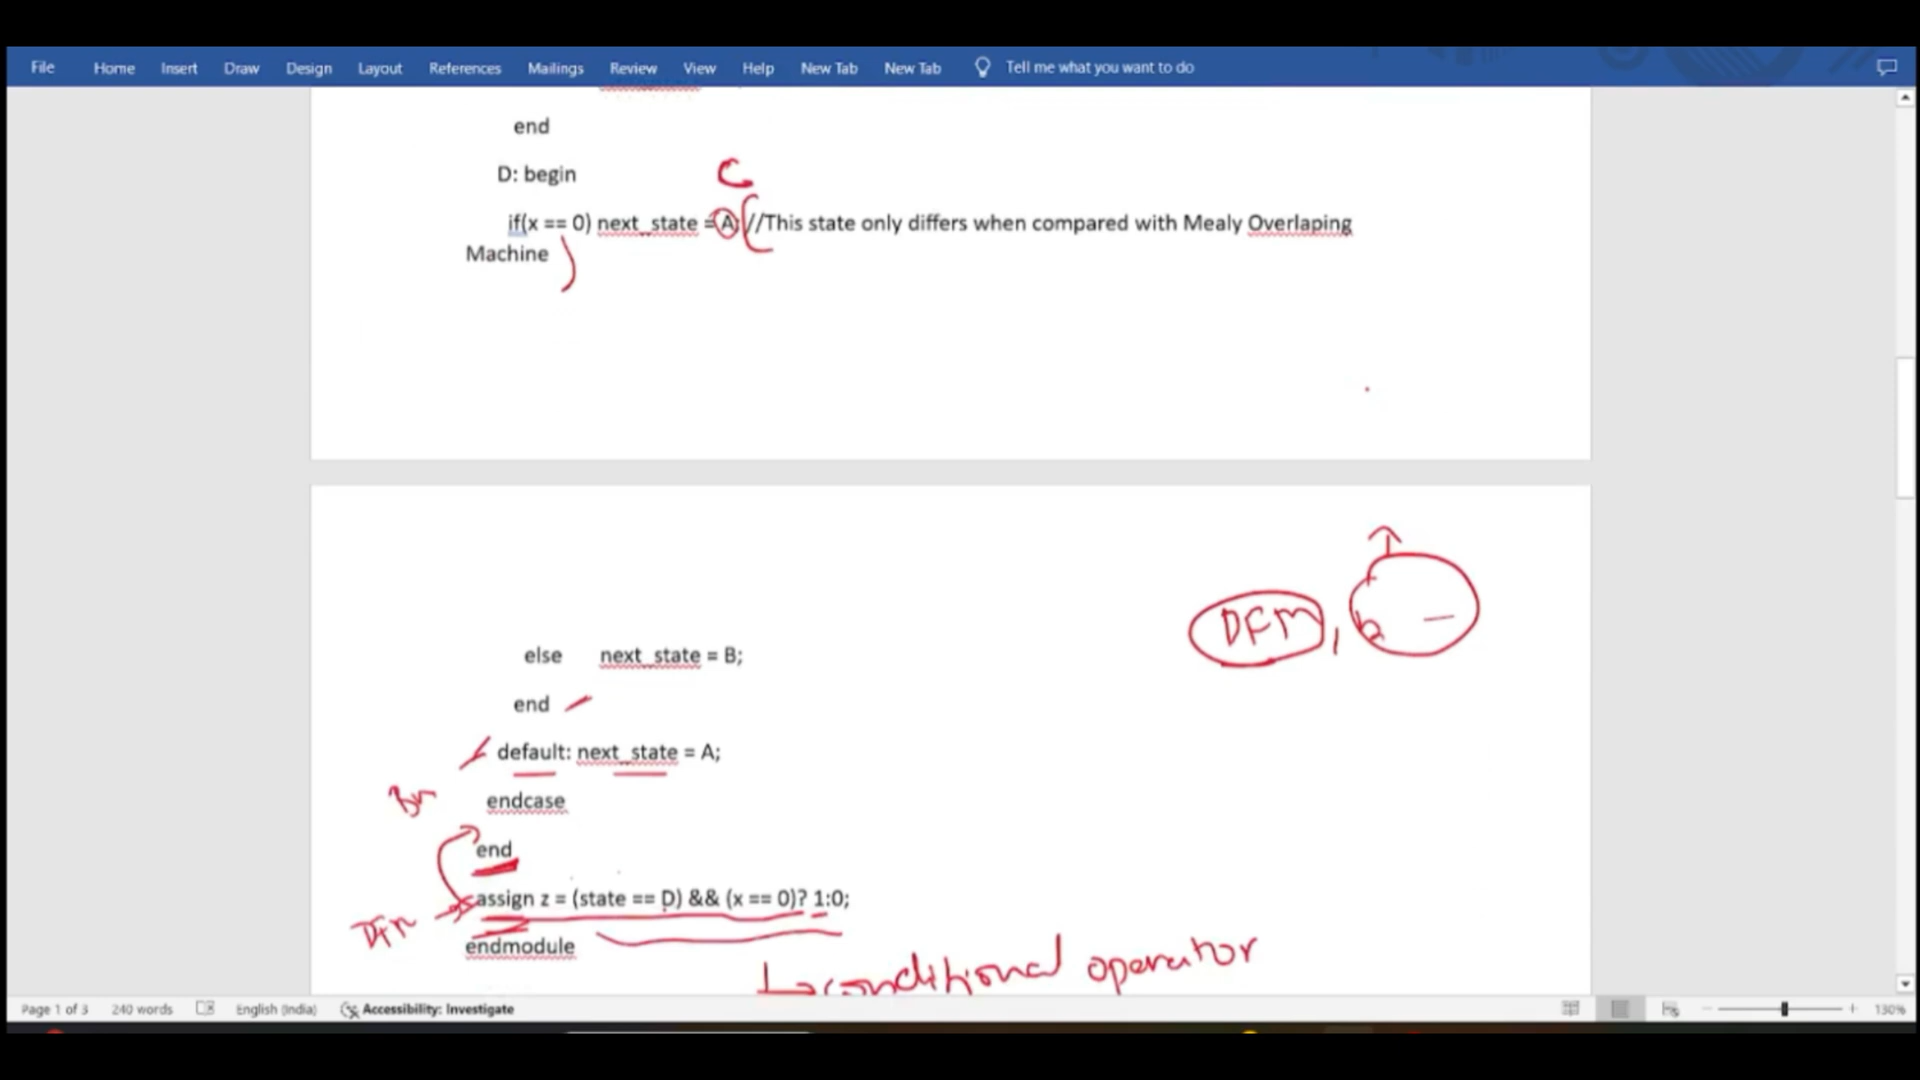 File Home Insert Draw Design Layout References Mailings Review View Help New Tab New Tab Tell me what you want to do
end
C
D: begin
if(x == 0) next_state = A; //This state only differs when compared with Mealy Overlaping
Machine
DFM,
else next_state = B;
end
default: next_state = A;
endcase
end
assign z = (state == D) && (x == 0)? 1:0;
endmodule
conditional operator
Page 1 of 3 240 words English (India) Accessibility: Investigate 130%